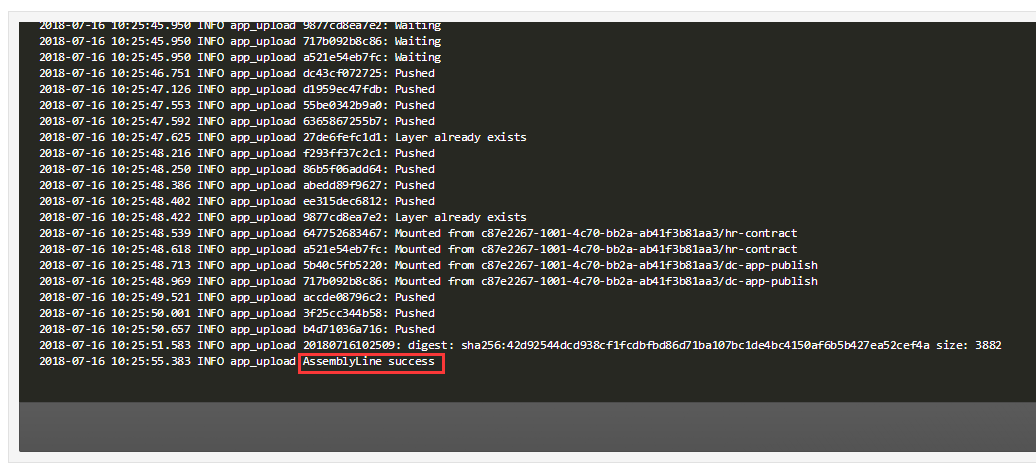 2018-07-16 10:25:45.950 INFO app_upload 9877cd8ea7e2: Waiting
2018-07-16 10:25:45.950 INFO app_upload 717b092b8c86: Waiting
2018-07-16 10:25:45.950 INFO app_upload a521e54eb7fc: Waiting
2018-07-16 10:25:46.751 INFO app_upload dc43cf072725: Pushed
2018-07-16 10:25:47.126 INFO app_upload d1959ec47fdb: Pushed
2018-07-16 10:25:47.553 INFO app_upload 55be0342b9a0: Pushed
2018-07-16 10:25:47.592 INFO app_upload 6365867255b7: Pushed
2018-07-16 10:25:47.625 INFO app_upload 27de6fefc1d1: Layer already exists
2018-07-16 10:25:48.216 INFO app_upload f293ff37c2c1: Pushed
2018-07-16 10:25:48.250 INFO app_upload 86b5f06add64: Pushed
2018-07-16 10:25:48.386 INFO app_upload abedd89f9627: Pushed
2018-07-16 10:25:48.402 INFO app_upload ee315dec6812: Pushed
2018-07-16 10:25:48.422 INFO app_upload 9877cd8ea7e2: Layer already exists
2018-07-16 10:25:48.539 INFO app_upload 647752683467: Mounted from c87e2267-1001-4c70-bb2a-ab41f3b81aa3/hr-contract
2018-07-16 10:25:48.618 INFO app_upload a521e54eb7fc: Mounted from c87e2267-1001-4c70-bb2a-ab41f3b81aa3/hr-contract
2018-07-16 10:25:48.713 INFO app_upload 5b40c5fb5220: Mounted from c87e2267-1001-4c70-bb2a-ab41f3b81aa3/dc-app-publish
2018-07-16 10:25:48.969 INFO app_upload 717b092b8c86: Mounted from c87e2267-1001-4c70-bb2a-ab41f3b81aa3/dc-app-publish
2018-07-16 10:25:49.521 INFO app_upload accde08796c2: Pushed
2018-07-16 10:25:50.001 INFO app_upload 3f25cc344b58: Pushed
2018-07-16 10:25:50.657 INFO app_upload b4d71036a716: Pushed
2018-07-16 10:25:51.583 INFO app_upload 20180716102509: digest: sha256:42d92544dcd938cf1fcdbfbd86d71ba107bc1de4bc4150af6b5b427ea52cef4a size: 3882
2018-07-16 10:25:55.383 INFO app_upload AssemblyLine success